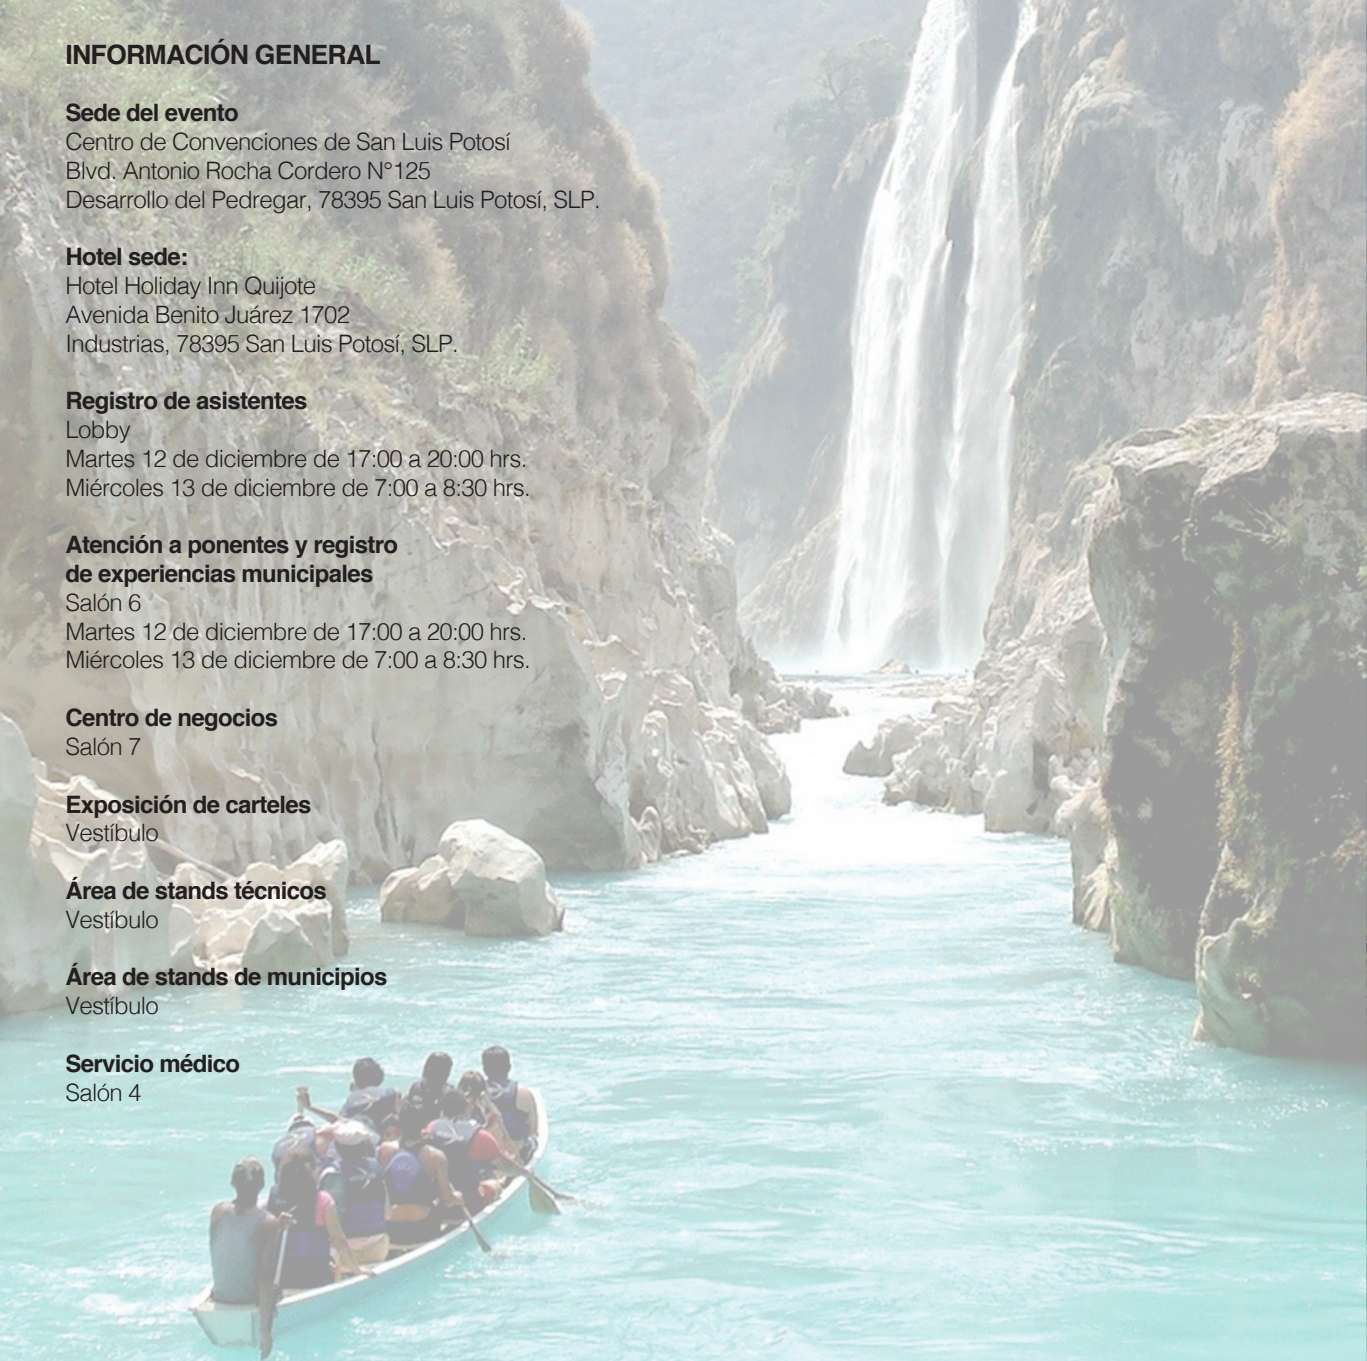 INFORMACIÓN GENERAL
Sede del evento
Centro de Convenciones de San Luis Potosí
Blvd. Antonio Rocha Cordero N°125
Desarrollo del Pedregar, 78395 San Luis Potosí, SLP.
Hotel sede:
Hotel Holiday Inn Quijote
Avenida Benito Juárez 1702
Industrias, 78395 San Luis Potosí, SLP.
Registro de asistentes
Lobby
Martes 12 de diciembre de 17:00 a 20:00 hrs.
Miércoles 13 de diciembre de 7:00 a 8:30 hrs.
Atención a ponentes y registro
de experiencias municipales
Salón 6
Martes 12 de diciembre de 17:00 a 20:00 hrs.
Miércoles 13 de diciembre de 7:00 a 8:30 hrs.
Centro de negocios
Salón 7
Exposición de carteles
Vestíbulo
Área de stands técnicos
Vestíbulo
Área de stands de municipios
Vestíbulo
Servicio médico
Salón 4